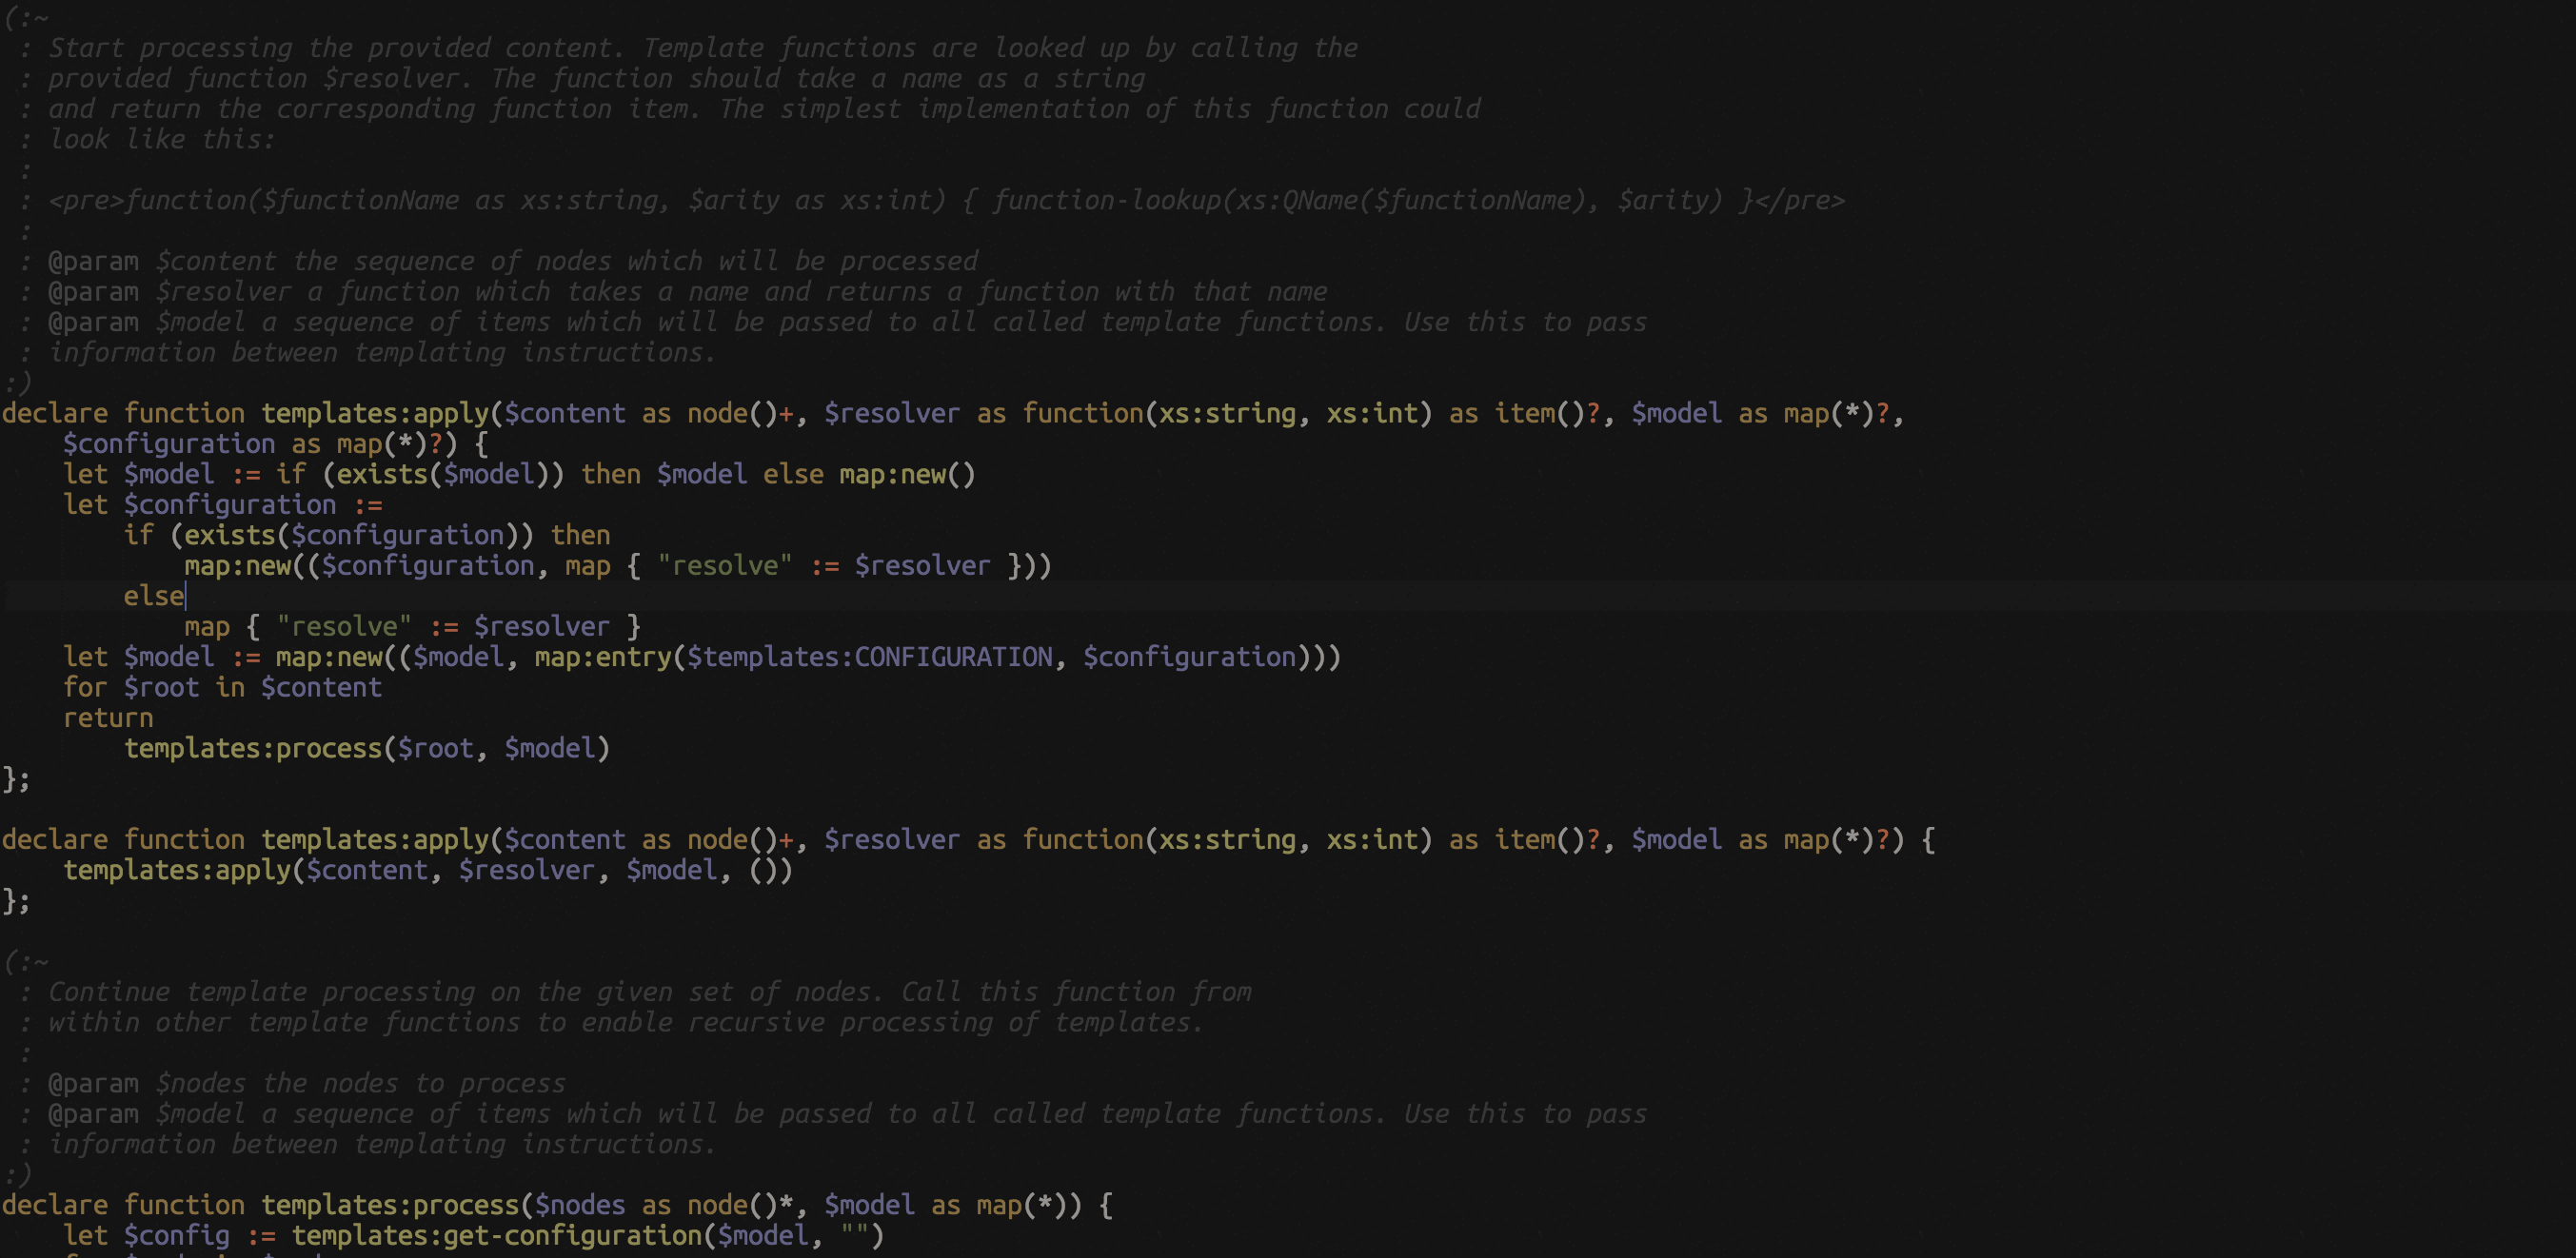 (:~
 : Start processing the provided content. Template functions are looked up by calling the
 : provided function $resolver. The function should take a name as a string
 : and return the corresponding function item. The simplest implementation of this function could
 : look like this:
 :
 : <pre>function($functionName as xs:string, $arity as xs:int) { function-lookup(xs:QName($functionName), $arity) }</pre>
 :
 : @param $content the sequence of nodes which will be processed
 : @param $resolver a function which takes a name and returns a function with that name
 : @param $model a sequence of items which will be passed to all called template functions. Use this to pass
 : information between templating instructions.
:)
declare function templates:apply($content as node()+, $resolver as function(xs:string, xs:int) as item()?, $model as map(*)?,
    $configuration as map(*)?) {
    let $model := if (exists($model)) then $model else map:new()
    let $configuration :=
        if (exists($configuration)) then
            map:new(($configuration, map { "resolve" := $resolver }))
        else
            map { "resolve" := $resolver }
    let $model := map:new(($model, map:entry($templates:CONFIGURATION, $configuration)))
    for $root in $content
    return
        templates:process($root, $model)
};

declare function templates:apply($content as node()+, $resolver as function(xs:string, xs:int) as item()?, $model as map(*)?) {
    templates:apply($content, $resolver, $model, ())
};

(:~
 : Continue template processing on the given set of nodes. Call this function from
 : within other template functions to enable recursive processing of templates.
 :
 : @param $nodes the nodes to process
 : @param $model a sequence of items which will be passed to all called template functions. Use this to pass
 : information between templating instructions.
:)
declare function templates:process($nodes as node()*, $model as map(*)) {
    let $config := templates:get-configuration($model, "")